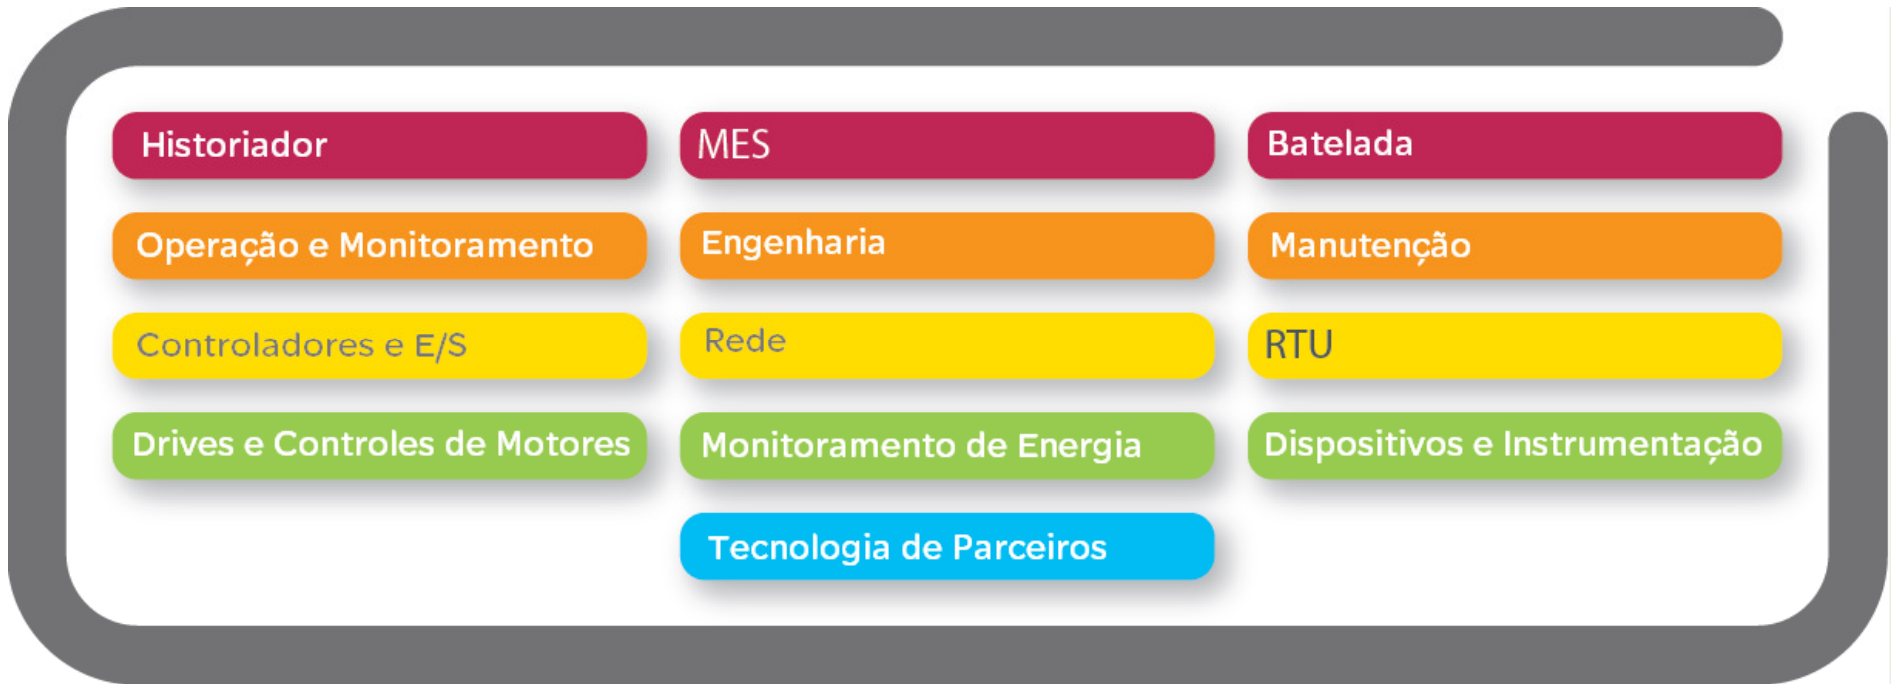 Historiador
MES
Batelada
Operação e Monitoramento
Engenharia
Manutenção
Controladores e E/S
Rede
RTU
Drives e Controles de Motores
Monitoramento de Energia
Dispositivos e Instrumentação
Tecnologia de Parceiros